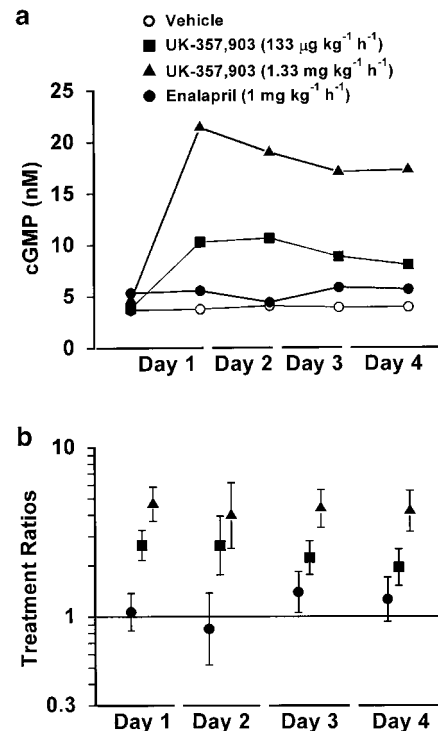 a
Vehicle
UK-357,903 (133 µg kg⁻¹ h⁻¹)
UK-357,903 (1.33 mg kg⁻¹ h⁻¹)
Enalapril (1 mg kg⁻¹ h⁻¹)
25
20
15
10
5
0
cGMP (nM)
Day 1 Day 2 Day 3 Day 4
b
10
1
0.3
Treatment Ratios
Day 1 Day 2 Day 3 Day 4